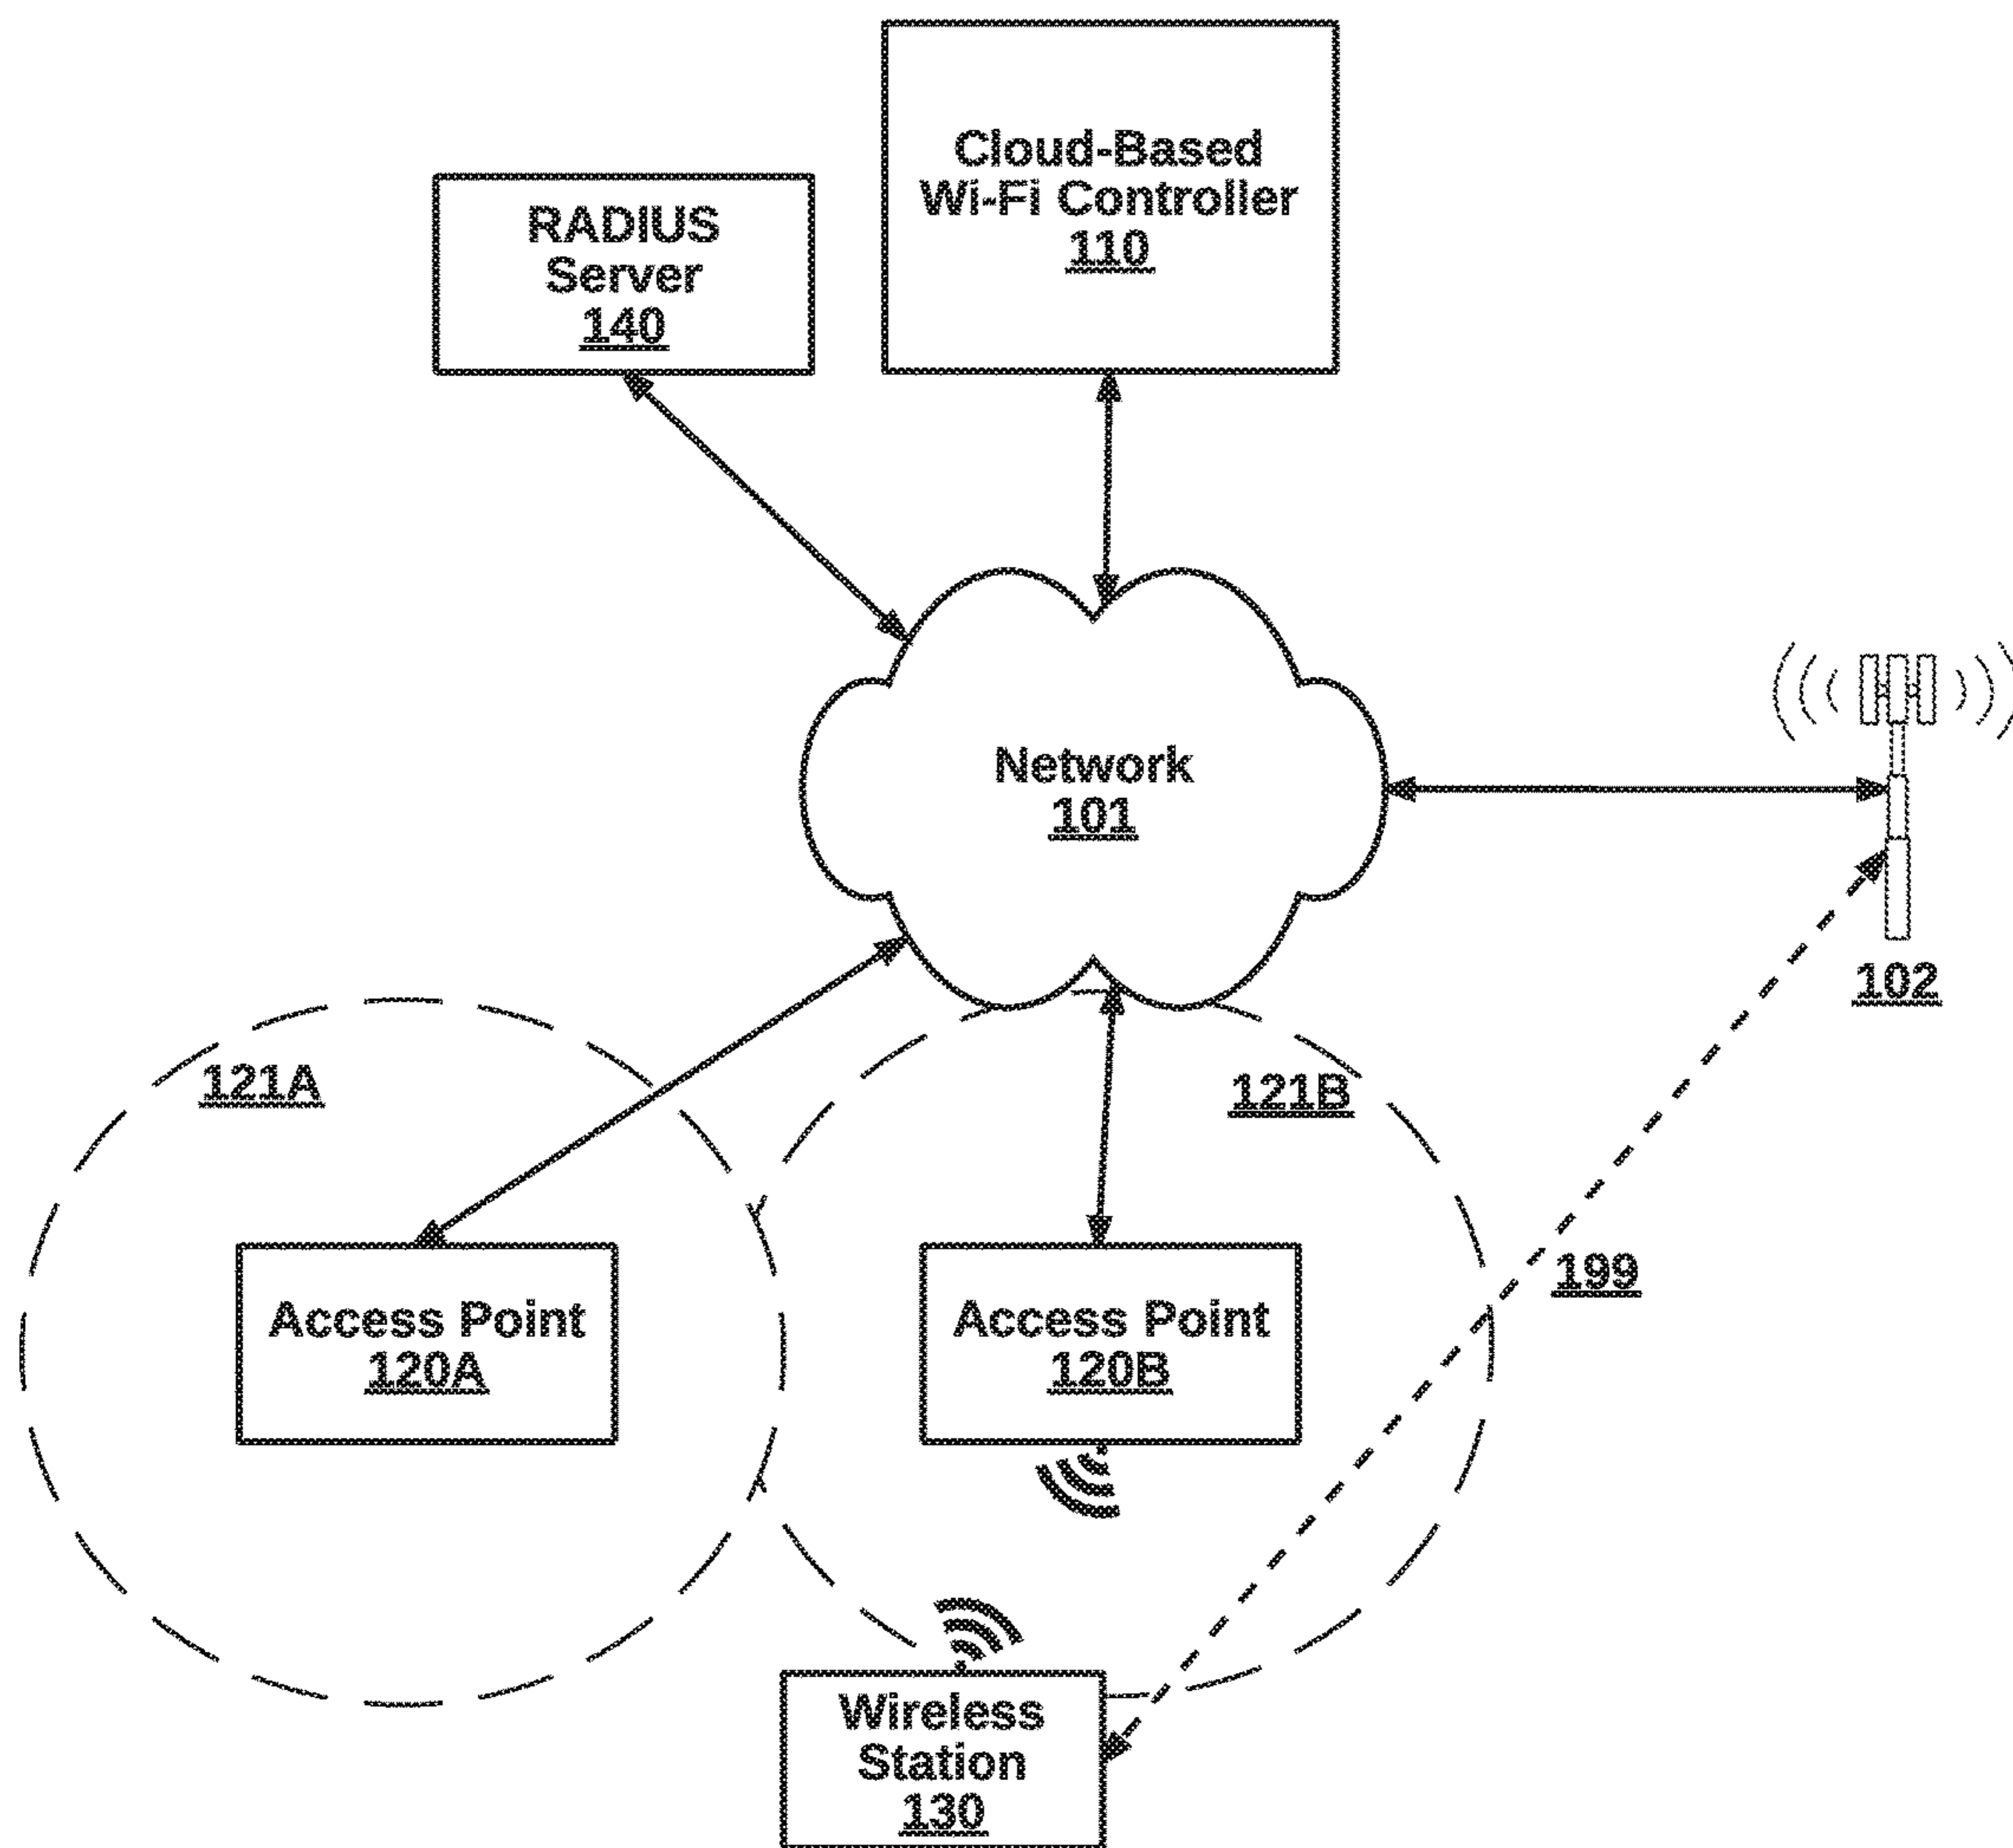 Cloud-Based
Wi-Fi Controller
110
RADIUS
Server
140
Network
101
102
121A
121B
199
Access Point
120A
Access Point
120B
Wireless
Station
130